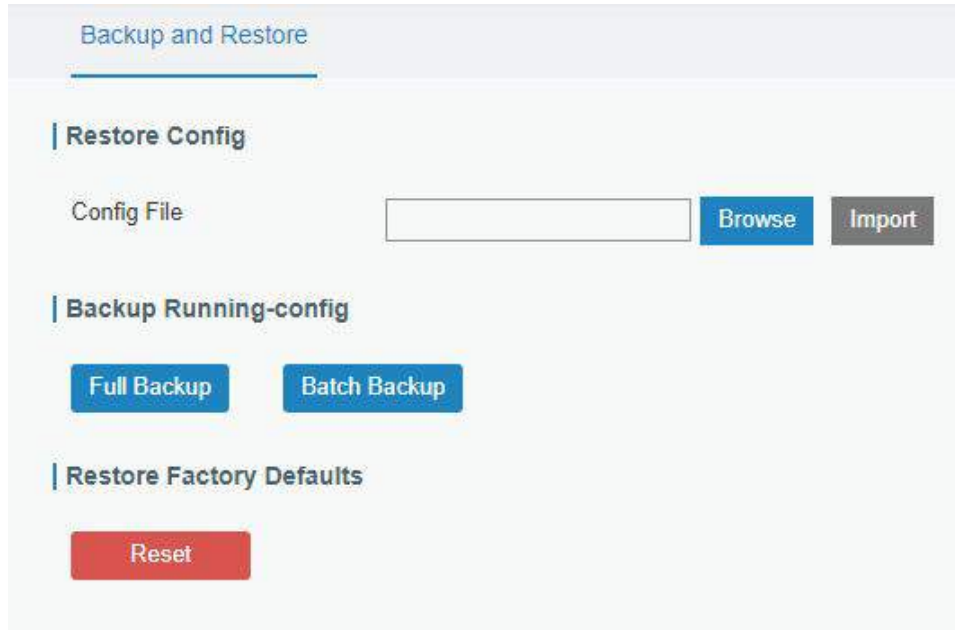 Backup and Restore
Restore Config
Config File Browse Import
Backup Running-config
Full Backup Batch Backup
Restore Factory Defaults
Reset